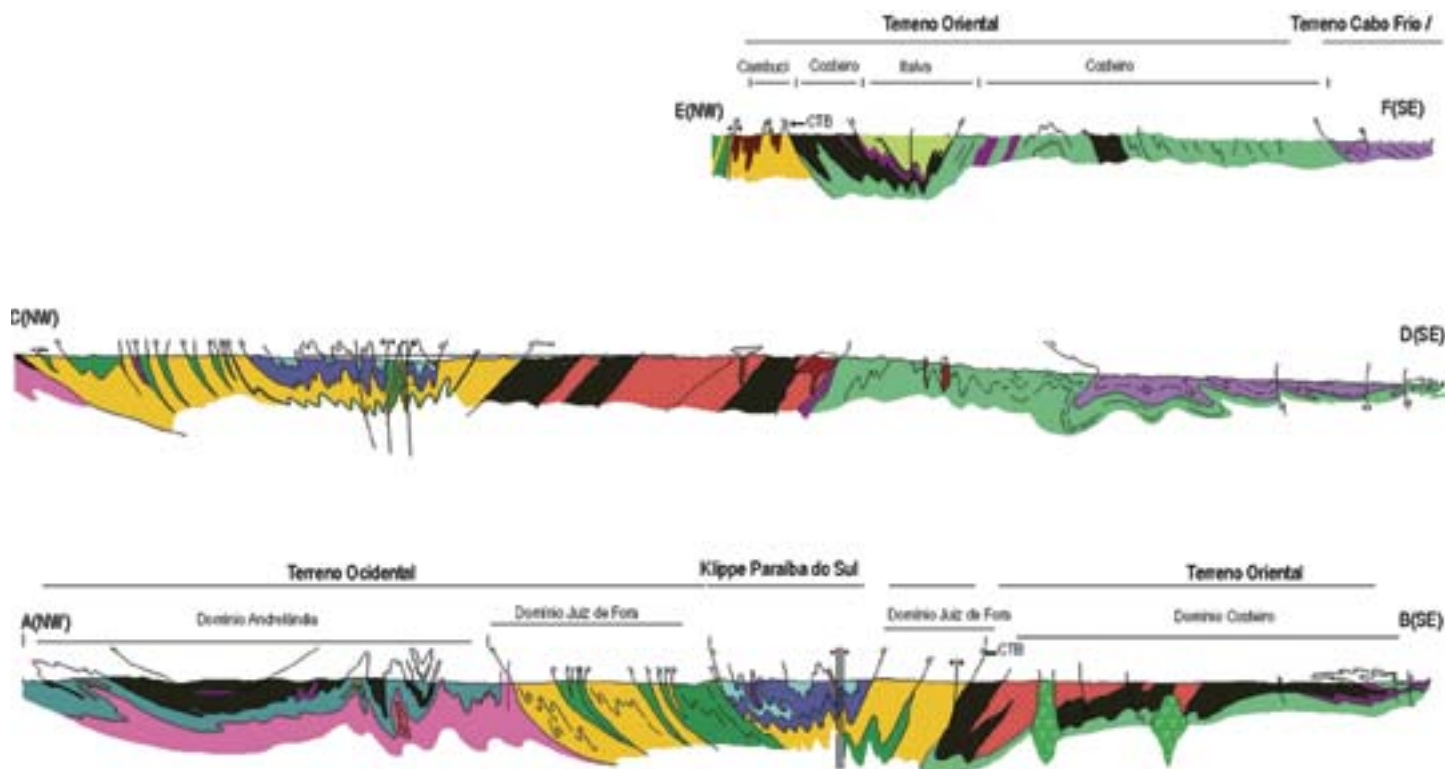 Terreno Oriental Terreno Cabo Frio /
Cambuci Costeiro Italva Costeiro
E(NW) F(SE)
CTB
C(NW) D(SE)
Terreno Ocidental Klippe Paraíba do Sul Terreno Oriental
A(NW) Domínio Andrelândia Domínio Juiz de Fora Domínio Juiz de Fora Domínio Costeiro B(SE)
CTB